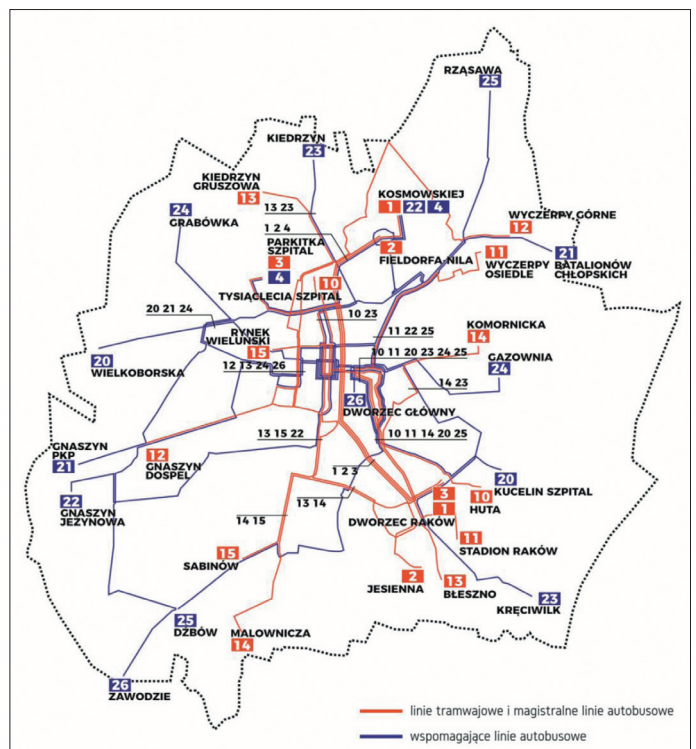 RZĄSAWA
25
KIEDRZYN
23
KIEDRZYN
GRUSZOWA
13
24
GRABÓWKA
13 23
1 2 4
KOSMOWSKIEJ
1 22 4
WYCZERPY GÓRNE
12
PARKITKA
SZPITAL
3
4
2
FIELDORFA-NILA
11
WYCZERPY
OSIEDLE
21
BATALIONÓW
CHŁOPSKICH
TYSIĄCLECIA SZPITAL
10
20 21 24
10 23
RYNEK
WIELUŃSKI
15
11 22 25
KOMORNICKA
14
20
WIELKOBORSKA
12 13 24 26
10 11 20 23 24 25
GAZOWNIA
24
26
DWORZEC GŁÓWNY
14 23
GNASZYN
PKP
21
12
GNASZYN
DOSPEL
13 15 22
10 11 14 20 25
22
GNASZYN
JEŻYNOWA
1 2 3
20
KUCELIN SZPITAL
3
1
DWORZEC RAKÓW
10
HUTA
13 14
14 15
11
STADION RAKÓW
15
SABINÓW
2
JESIENNA
13
BŁESZNO
23
KRĘCIWILK
25
DŹBÓW
MALOWNICZA
14
26
ZAWODZIE
linie tramwajowe i magistralne linie autobusowe
wspomagające linie autobusowe